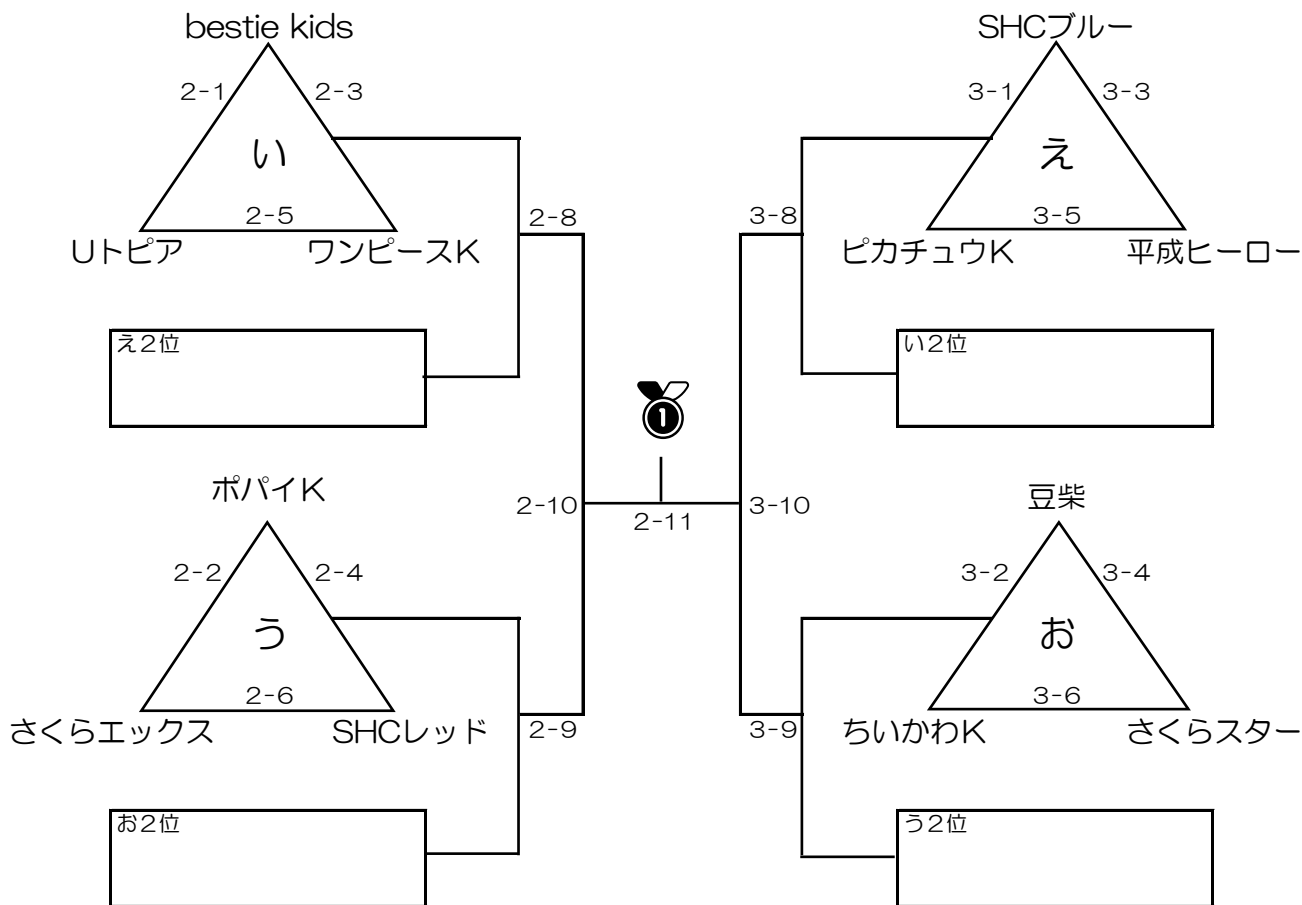 bestie kids
SHCブルー
2-1
2-3
3-1
3-3
い
え
2-5
3-5
2-8
3-8
Uトピア
ワンピースK
ピカチュウK
平成ヒーロー
え2位
い2位
1
ポパイK
豆柴
2-10
2-11
3-10
2-2
2-4
3-2
3-4
う
お
2-6
3-6
さくらエックス
SHCレッド
2-9
3-9
ちいかわK
さくらスター
お2位
う2位